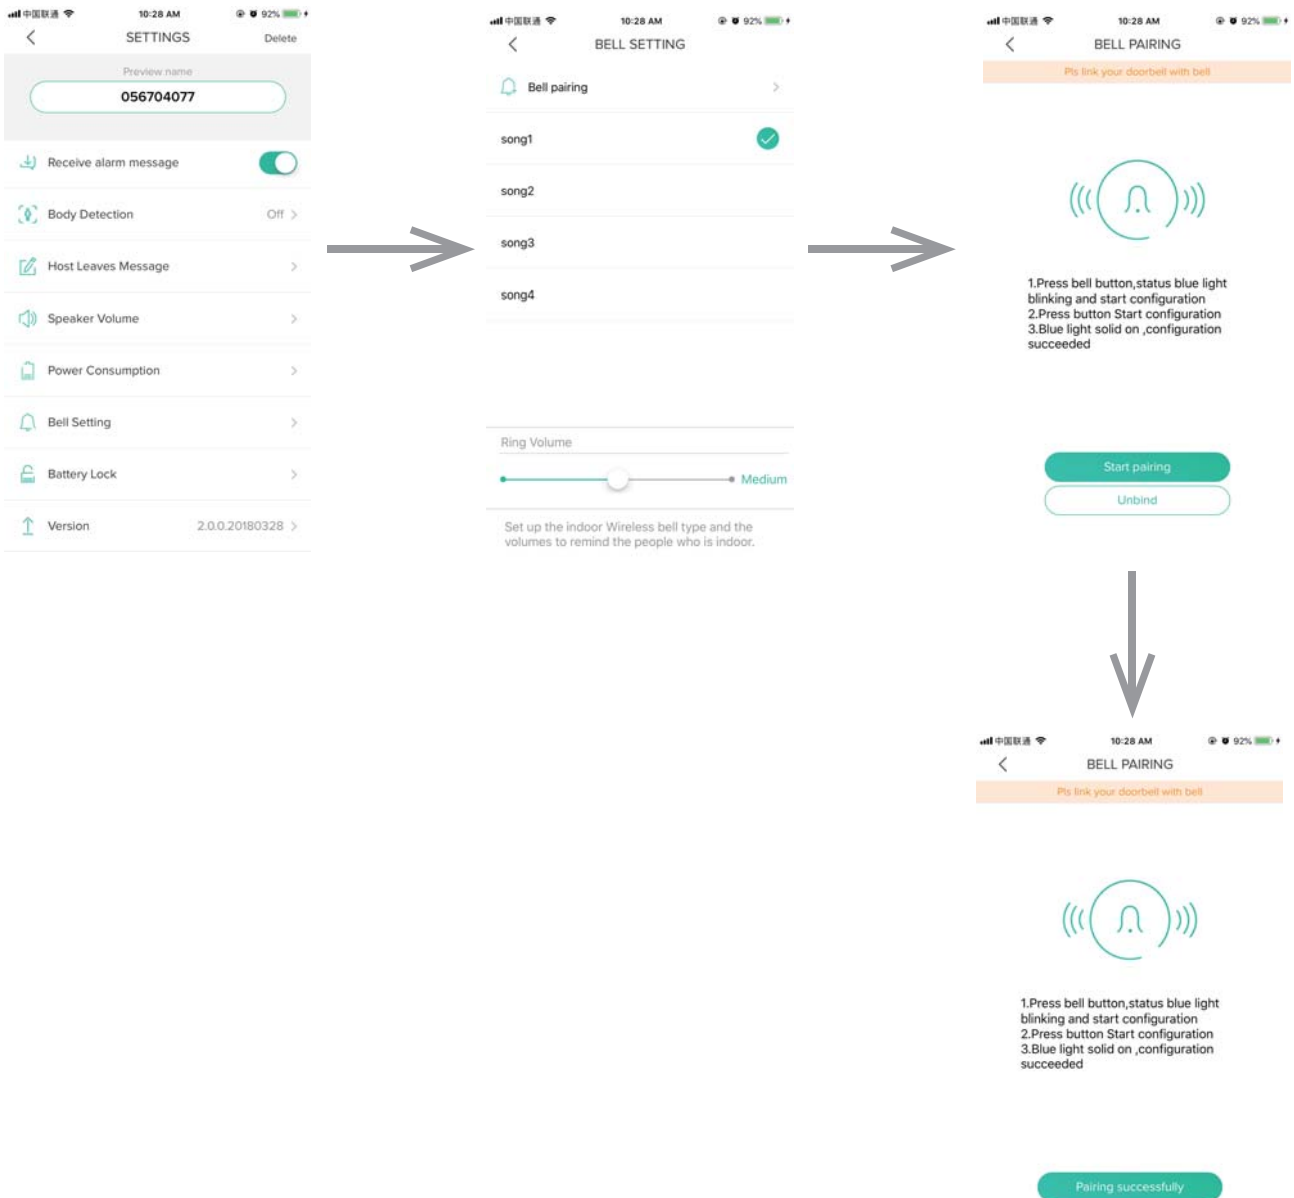 中国联通 10:28 AM 92%
SETTINGS Delete
Preview name
056704077
Receive alarm message
Body Detection Off
Host Leaves Message
Speaker Volume
Power Consumption
Bell Setting
Battery Lock
Version 2.0.0.20180328
中国联通 10:28 AM 92%
BELL SETTING
Bell pairing
song1
song2
song3
song4
Ring Volume
Medium
Set up the indoor Wireless bell type and the
volumes to remind the people who is indoor.
中国联通 10:28 AM 92%
BELL PAIRING
Pls link your doorbell with bell
1.Press bell button,status blue light
blinking and start configuration
2.Press button Start configuration
3.Blue light solid on ,configuration
succeeded
Start pairing
Unbind
中国联通 10:28 AM 92%
BELL PAIRING
Pls link your doorbell with bell
1.Press bell button,status blue light
blinking and start configuration
2.Press button Start configuration
3.Blue light solid on ,configuration
succeeded
Pairing successfully